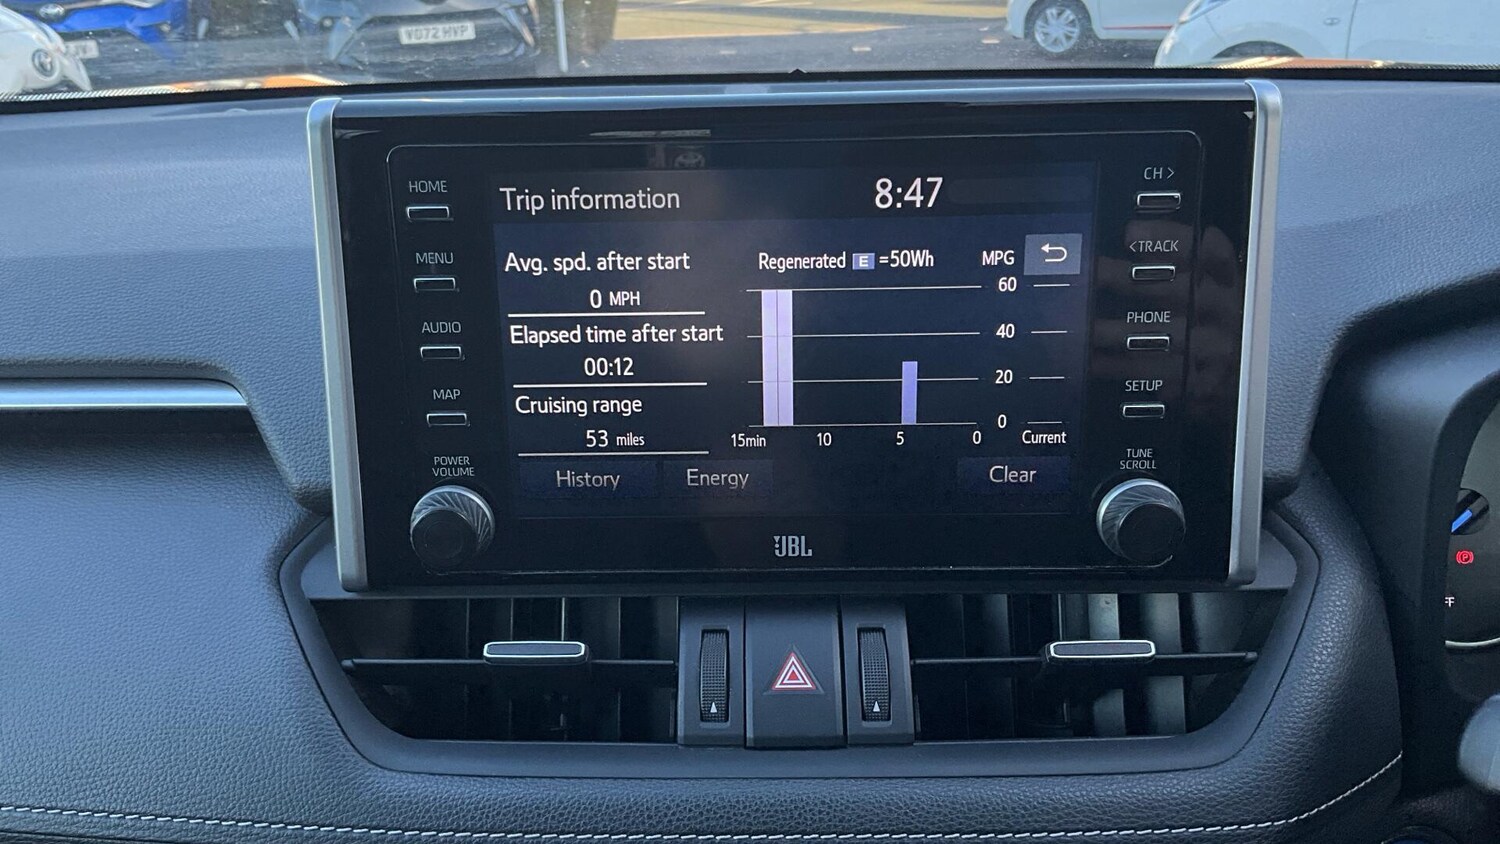 VO72 HVP
HOME
MENU
AUDIO
MAP
POWER
VOLUME
Trip information
8:47
Avg. spd. after start
0 MPH
Elapsed time after start
00:12
Cruising range
53 miles
Regenerated E =50Wh
MPG
60
40
20
0
15min 10 5 0 Current
History
Energy
Clear
CH >
< TRACK
PHONE
SETUP
TUNE
SCROLL
JBL